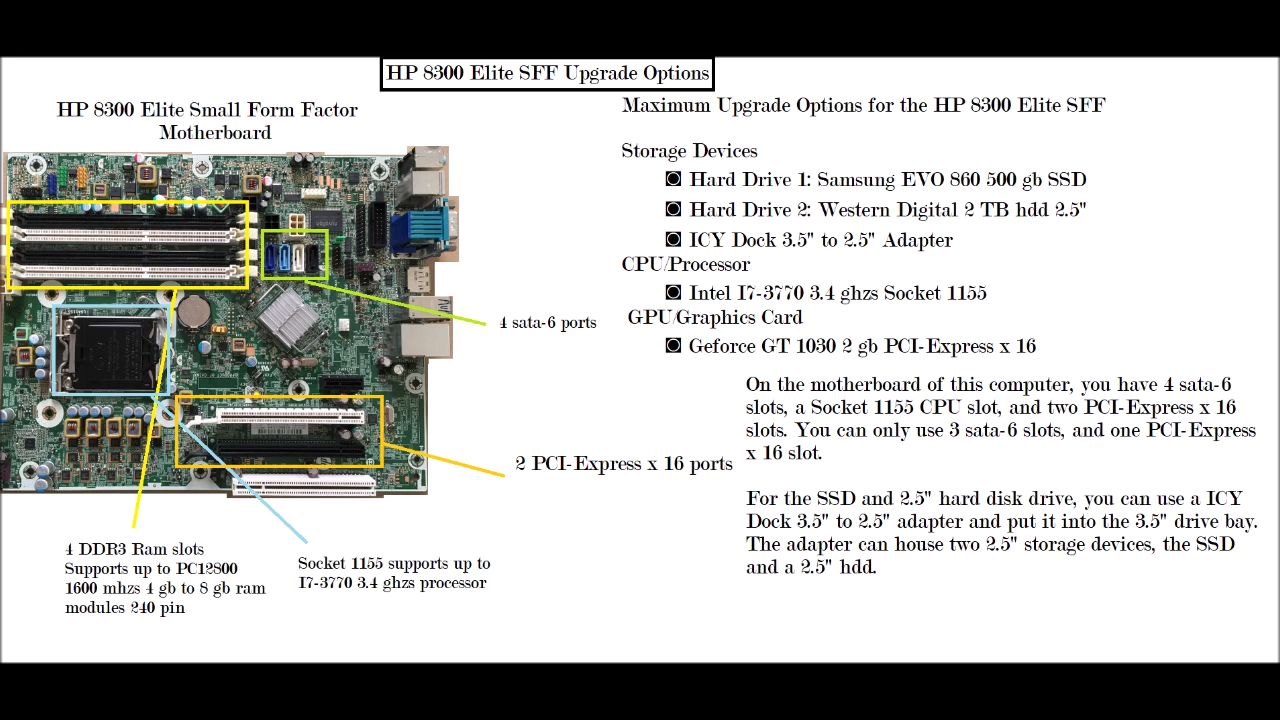 HP 8300 Elite SFF Upgrade Options
HP 8300 Elite Small Form Factor
Motherboard
4 sata-6 ports
2 PCI-Express x 16 ports
4 DDR3 Ram slots
Supports up to PC12800
1600 mhzs 4 gb to 8 gb ram
modules 240 pin
Socket 1155 supports up to
I7-3770 3.4 ghzs processor
Maximum Upgrade Options for the HP 8300 Elite SFF
Storage Devices
Hard Drive 1: Samsung EVO 860 500 gb SSD
Hard Drive 2: Western Digital 2 TB hdd 2.5"
ICY Dock 3.5" to 2.5" Adapter
CPU/Processor
Intel I7-3770 3.4 ghzs Socket 1155
GPU/Graphics Card
Geforce GT 1030 2 gb PCI-Express x 16
On the motherboard of this computer, you have 4 sata-6
slots, a Socket 1155 CPU slot, and two PCI-Express x 16
slots. You can only use 3 sata-6 slots, and one PCI-Express
x 16 slot.
For the SSD and 2.5" hard disk drive, you can use a ICY
Dock 3.5" to 2.5" adapter and put it into the 3.5" drive bay.
The adapter can house two 2.5" storage devices, the SSD
and a 2.5" hdd.